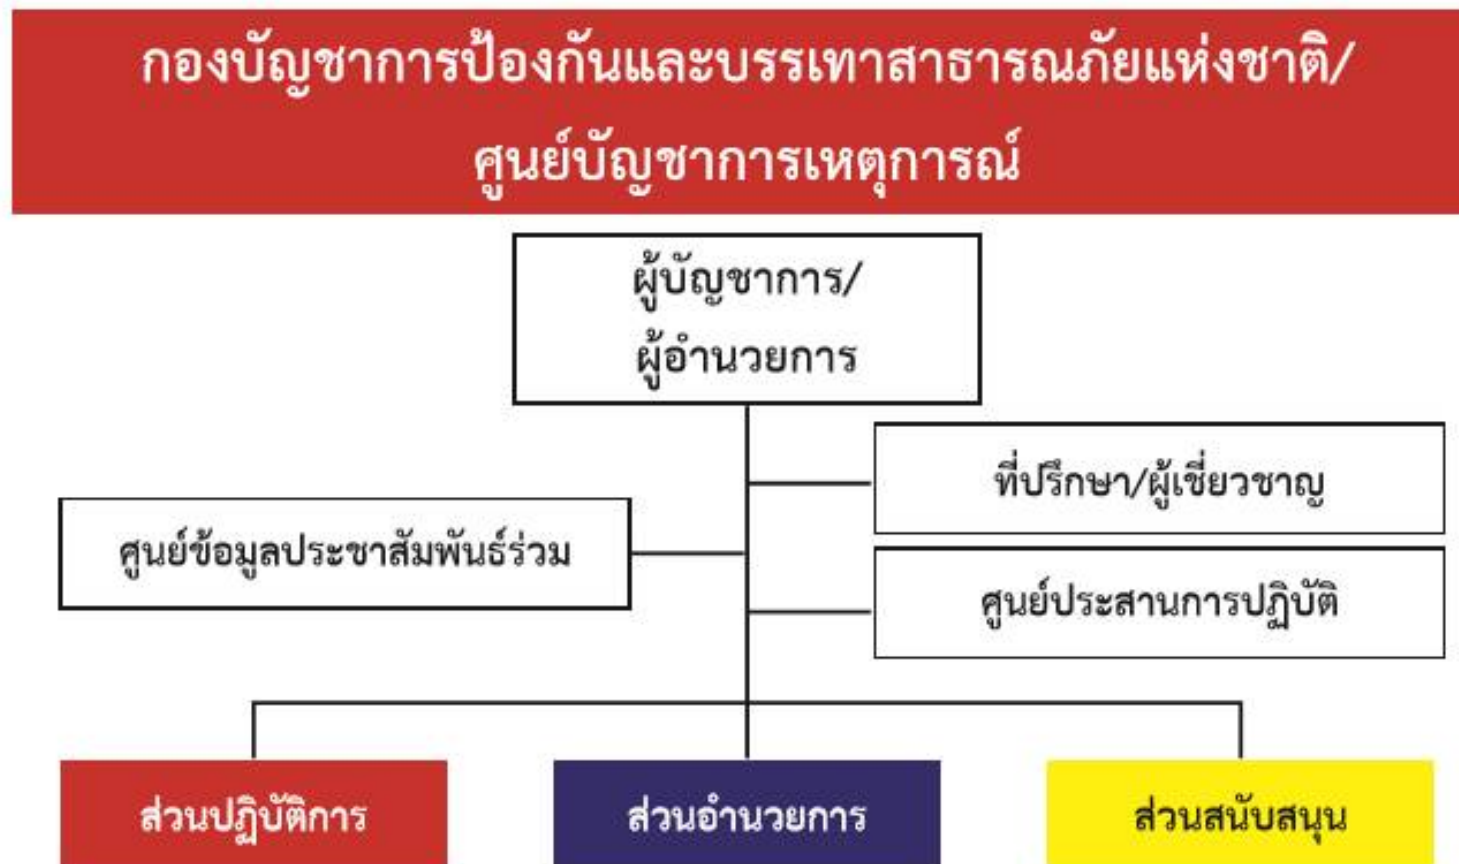 กองบัญชาการป้องกันและบรรเทาสาธารณภัยแห่งชาติ/
ศูนย์บัญชาการเหตุการณ์
ผู้บัญชาการ/
ผู้อำนวยการ
ที่ปรึกษา/ผู้เชี่ยวชาญ
ศูนย์ข้อมูลประชาสัมพันธ์ร่วม
ศูนย์ประสานการปฏิบัติ
ส่วนปฏิบัติการ
ส่วนอำนวยการ
ส่วนสนับสนุน